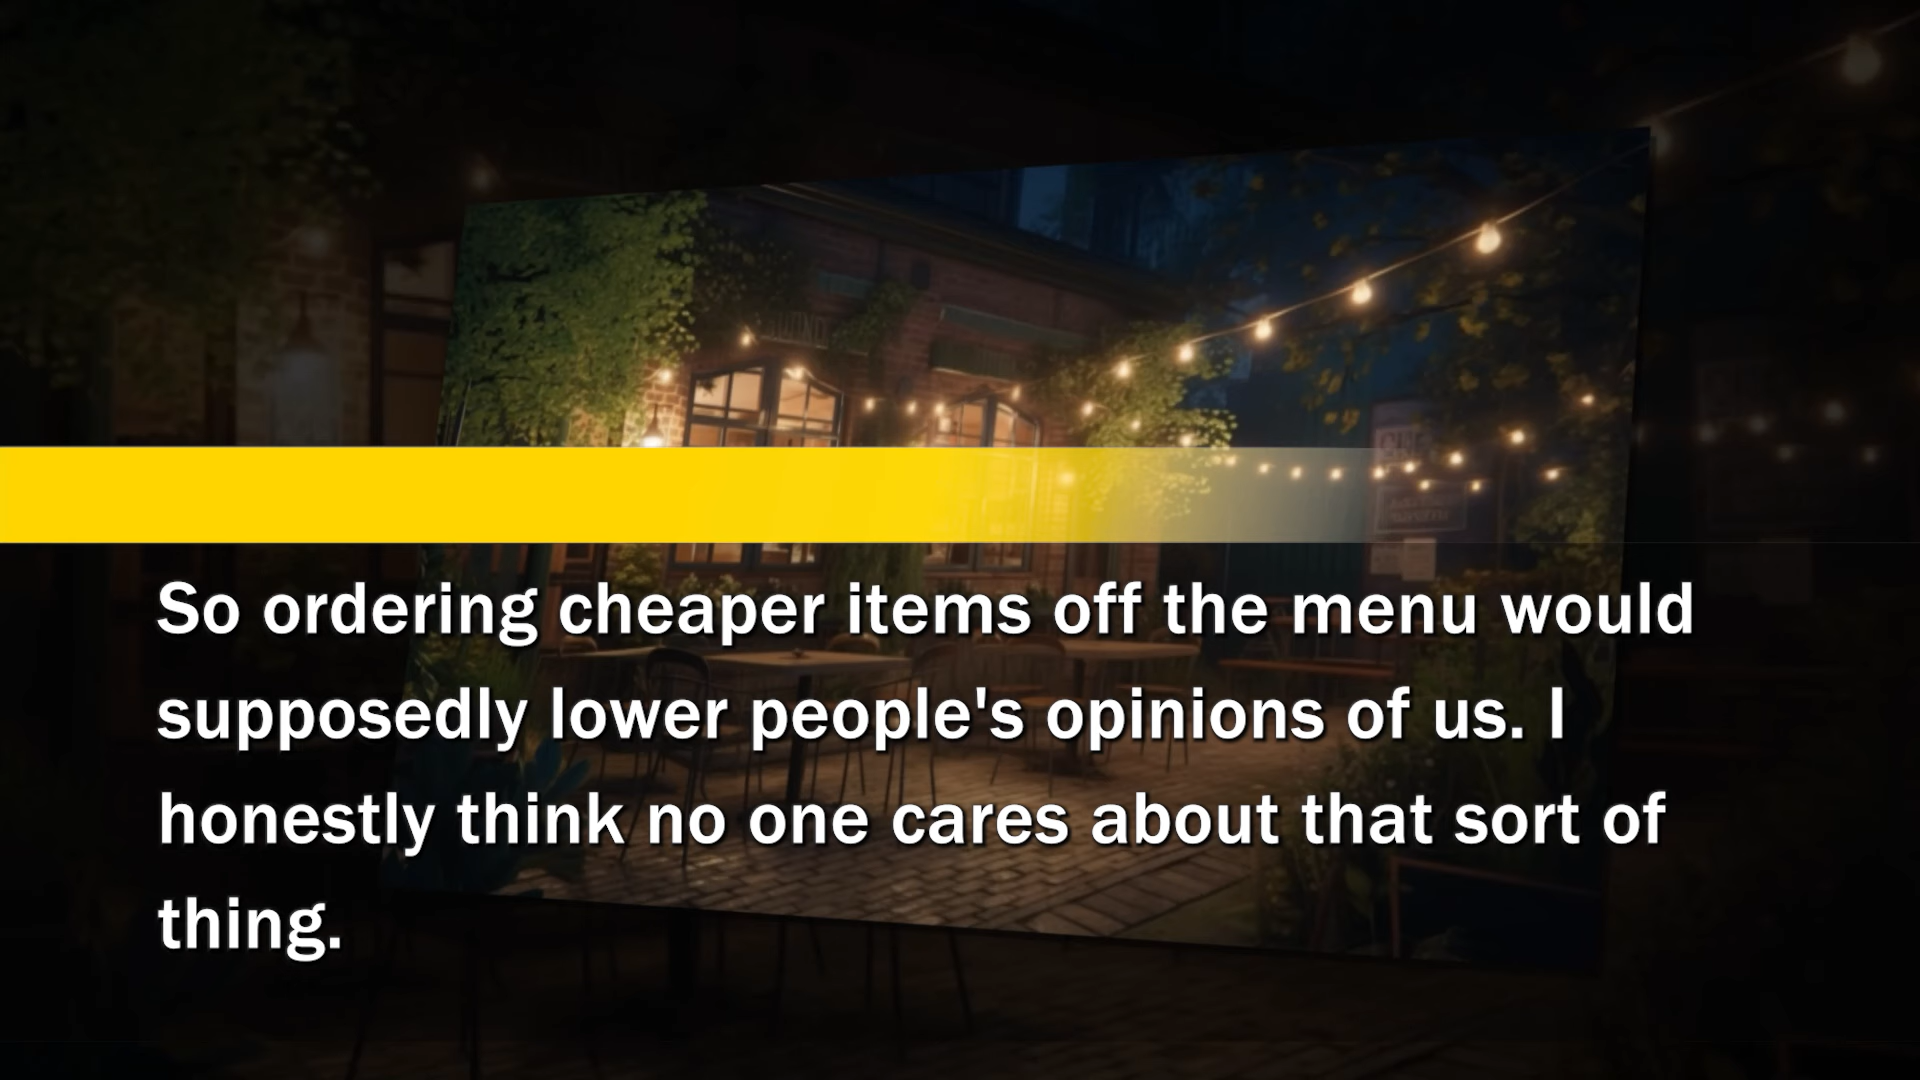 So ordering cheaper items off the menu would
supposedly lower people's opinions of us. I
honestly think no one cares about that sort of
thing.